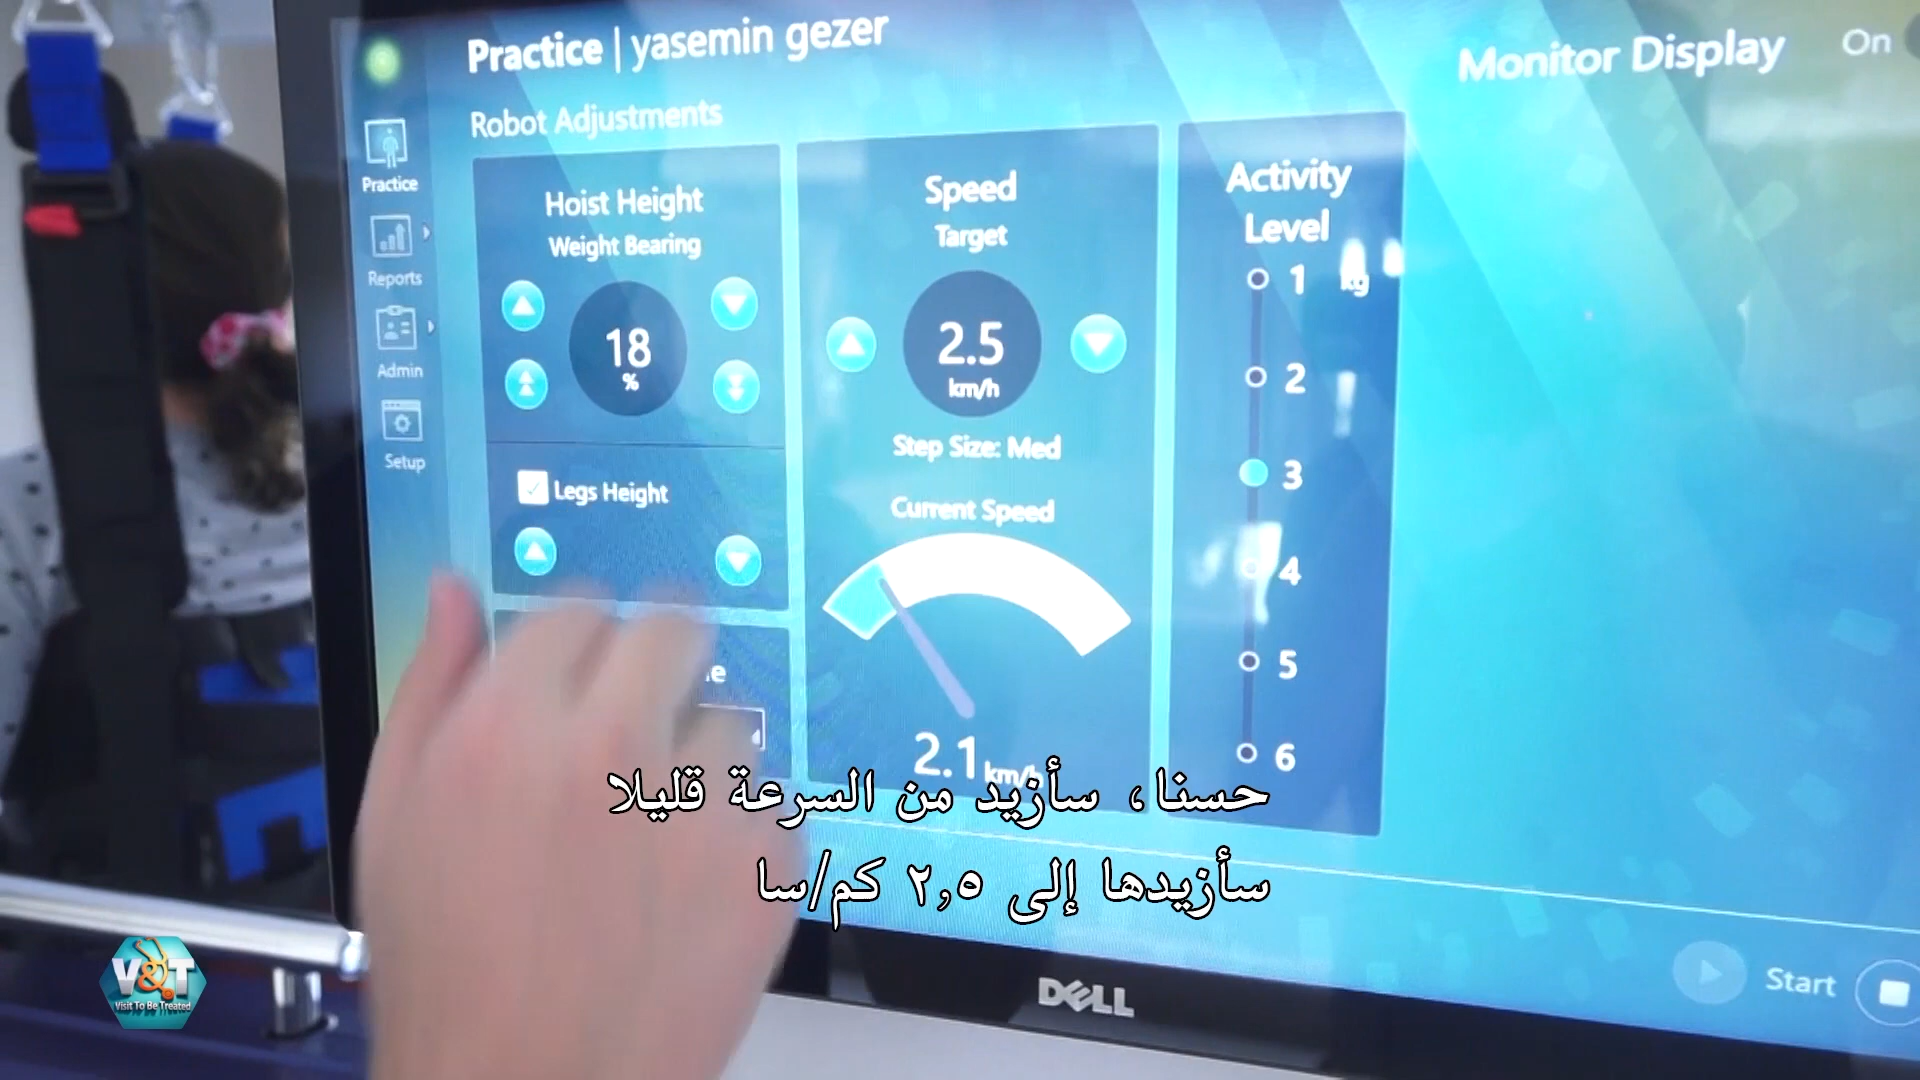 Practice | yasemin gezer
Monitor Display
On
Robot Adjustments
Practice
Reports
Admin
Setup
Hoist Height
Weight Bearing
18
%
Legs Height
Speed
Target
2.5
km/h
Step Size: Med
Current Speed
2.1 km/h
Activity
Level
1 kg
2
3
4
5
6
حسنا، سأزيد من السرعة قليلا
سأزيدها إلى ٢,٥ كم/سا
Start
DELL
V&T
Visit To Be Treated